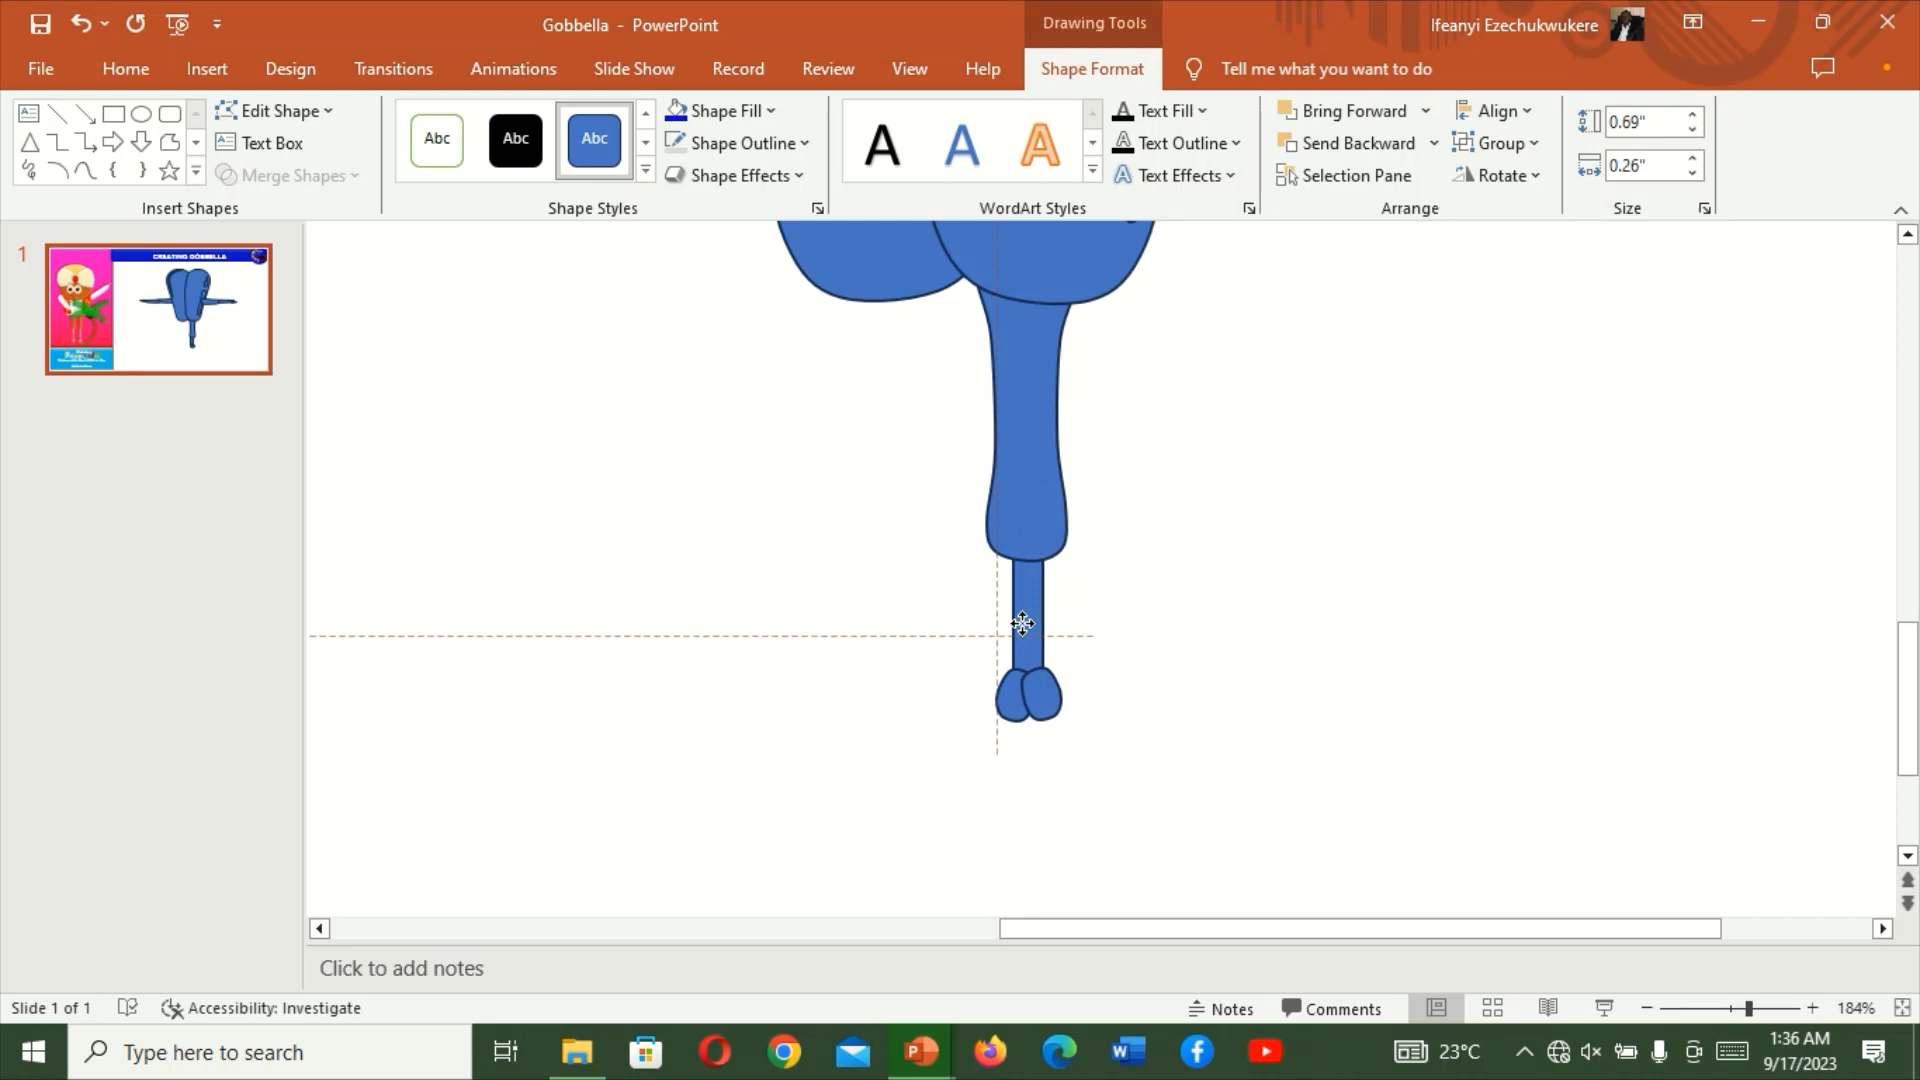 Gobbella - PowerPoint
Drawing Tools
Ifeanyi Ezechukwukere
File Home Insert Design Transitions Animations Slide Show Record Review View Help Shape Format Tell me what you want to do
Edit Shape
Text Box
Merge Shapes
Insert Shapes
Abc Abc Abc
Shape Fill
Shape Outline
Shape Effects
Shape Styles
A A A
Text Fill
Text Outline
Text Effects
WordArt Styles
Bring Forward
Send Backward
Selection Pane
Align
Group
Rotate
Arrange
0.69"
0.26"
Size
1
CREATING GOBBELLA
Click to add notes
Slide 1 of 1
Accessibility: Investigate
Notes
Comments
184%
Type here to search
23°C
1:36 AM
9/17/2023